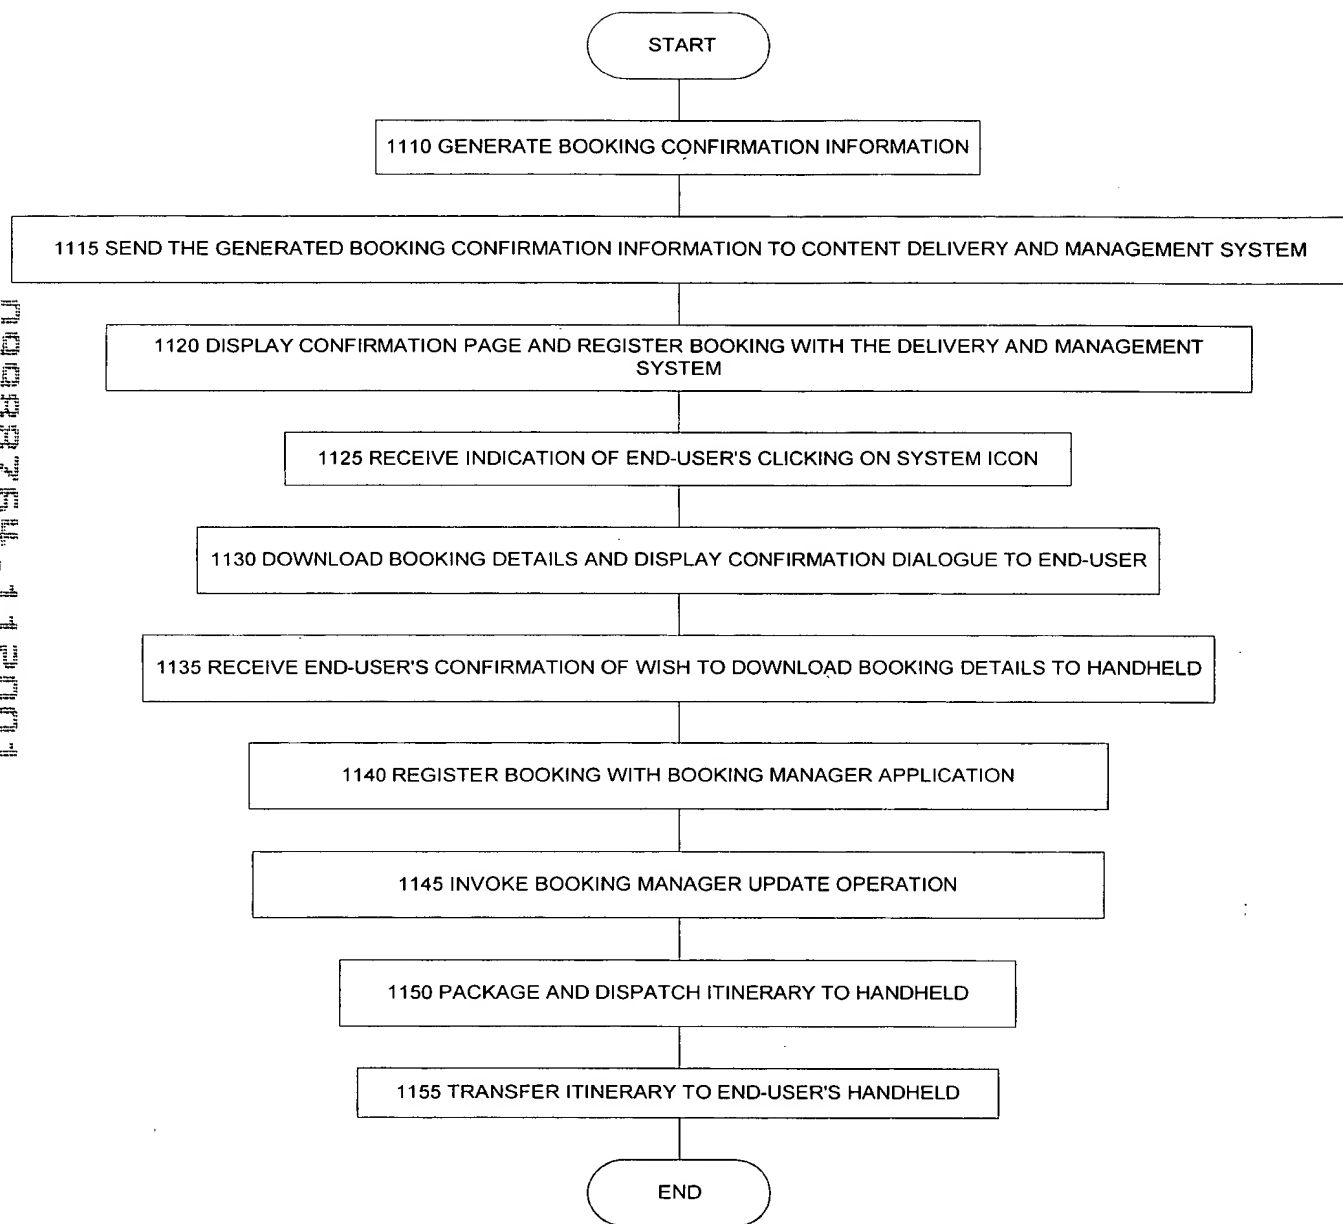 START
1110 GENERATE BOOKING CONFIRMATION INFORMATION
1115 SEND THE GENERATED BOOKING CONFIRMATION INFORMATION TO CONTENT DELIVERY AND MANAGEMENT SYSTEM
1120 DISPLAY CONFIRMATION PAGE AND REGISTER BOOKING WITH THE DELIVERY AND MANAGEMENT
SYSTEM
1125 RECEIVE INDICATION OF END-USER'S CLICKING ON SYSTEM ICON
1130 DOWNLOAD BOOKING DETAILS AND DISPLAY CONFIRMATION DIALOGUE TO END-USER
1135 RECEIVE END-USER'S CONFIRMATION OF WISH TO DOWNLOAD BOOKING DETAILS TO HANDHELD
1140 REGISTER BOOKING WITH BOOKING MANAGER APPLICATION
1145 INVOKE BOOKING MANAGER UPDATE OPERATION
1150 PACKAGE AND DISPATCH ITINERARY TO HANDHELD
1155 TRANSFER ITINERARY TO END-USER'S HANDHELD
END